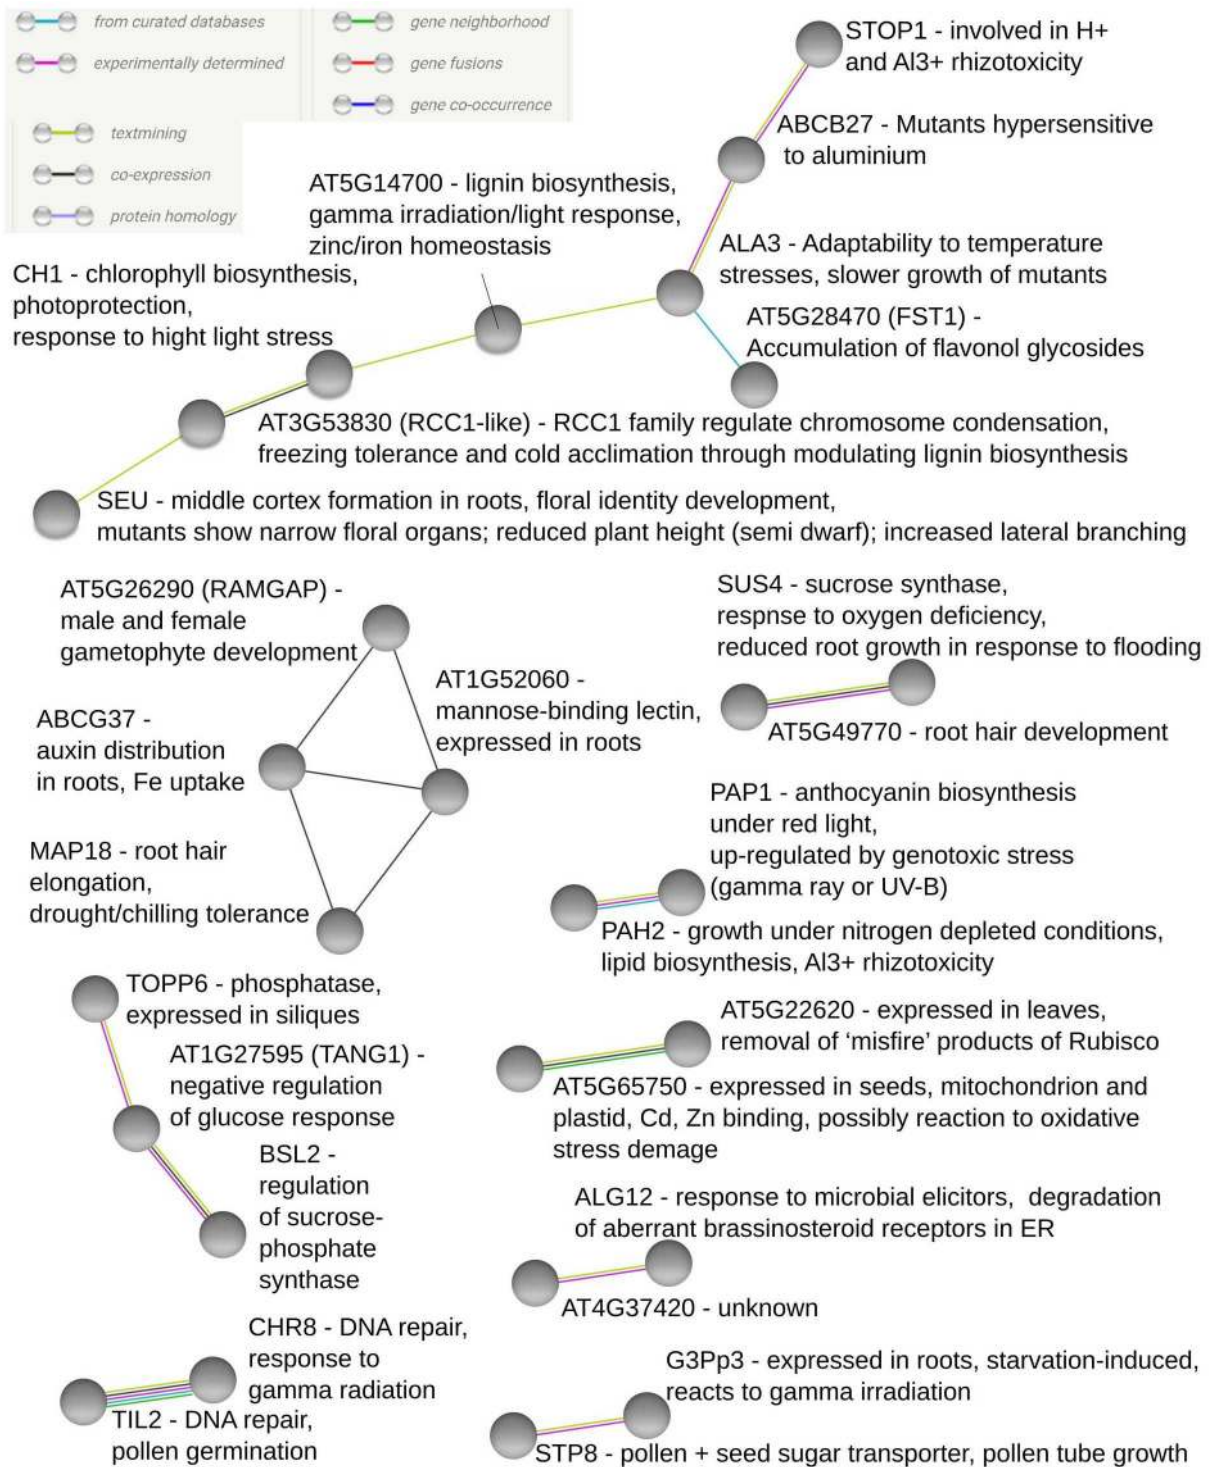 from curated databases
experimentally determined
gene neighborhood
gene fusions
gene co-occurrence
textmining
co-expression
protein homology
STOP1 - involved in H+
and Al3+ rhizotoxicity
ABCB27 - Mutants hypersensitive
to aluminium
AT5G14700 - lignin biosynthesis,
gamma irradiation/light response,
zinc/iron homeostasis
ALA3 - Adaptability to temperature
stresses, slower growth of mutants
CH1 - chlorophyll biosynthesis,
photoprotection,
response to hight light stress
AT5G28470 (FST1) -
Accumulation of flavonol glycosides
AT3G53830 (RCC1-like) - RCC1 family regulate chromosome condensation,
freezing tolerance and cold acclimation through modulating lignin biosynthesis
SEU - middle cortex formation in roots, floral identity development,
mutants show narrow floral organs; reduced plant height (semi dwarf); increased lateral branching
AT5G26290 (RAMGAP) -
male and female
gametophyte development
AT1G52060 -
mannose-binding lectin,
expressed in roots
ABCG37 -
auxin distribution
in roots, Fe uptake
MAP18 - root hair
elongation,
drought/chilling tolerance
SUS4 - sucrose synthase,
respnse to oxygen deficiency,
reduced root growth in response to flooding
AT5G49770 - root hair development
PAP1 - anthocyanin biosynthesis
under red light,
up-regulated by genotoxic stress
(gamma ray or UV-B)
PAH2 - growth under nitrogen depleted conditions,
lipid biosynthesis, Al3+ rhizotoxicity
TOPP6 - phosphatase,
expressed in siliques
AT1G27595 (TANG1) -
negative regulation
of glucose response
BSL2 -
regulation
of sucrose-
phosphate
synthase
AT5G22620 - expressed in leaves,
removal of ‘misfire’ products of Rubisco
AT5G65750 - expressed in seeds, mitochondrion and
plastid, Cd, Zn binding, possibly reaction to oxidative
stress demage
ALG12 - response to microbial elicitors, degradation
of aberrant brassinosteroid receptors in ER
AT4G37420 - unknown
CHR8 - DNA repair,
response to
gamma radiation
TIL2 - DNA repair,
pollen germination
G3Pp3 - expressed in roots, starvation-induced,
reacts to gamma irradiation
STP8 - pollen + seed sugar transporter, pollen tube growth